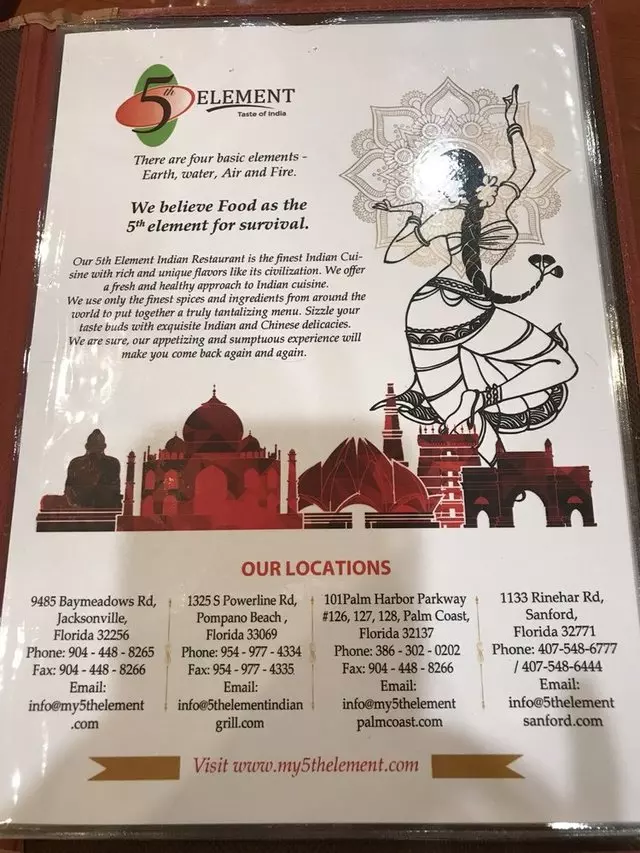 5th ELEMENT
Taste of India
There are four basic elements -
Earth, water, Air and Fire.
We believe Food as the
5th element for survival.
Our 5th Element Indian Restaurant is the finest Indian Cui-
sine with rich and unique flavors like its civilization. We offer
a fresh and healthy approach to Indian cuisine.
We use only the finest spices and ingredients from around the
world to put together a truly tantalizing menu. Sizzle your
taste buds with exquisite Indian and Chinese delicacies.
We are sure, our appetizing and sumptuous experience will
make you come back again and again.
OUR LOCATIONS
9485 Baymeadows Rd,
Jacksonville,
Florida 32256
Phone: 904 - 448 - 8265
Fax: 904 - 448 - 8266
Email:
info@my5thelement
.com
1325 S Powerline Rd,
Pompano Beach ,
Florida 33069
Phone: 954 - 977 - 4334
Fax: 954 - 977 - 4335
Email:
info@5thelementindian
grill.com
101Palm Harbor Parkway
#126, 127, 128, Palm Coast,
Florida 32137
Phone: 386 - 302 - 0202
Fax: 904 - 448 - 8266
Email:
info@my5thelement
palmcoast.com
1133 Rinehar Rd,
Sanford,
Florida 32771
Phone: 407-548-6777
/ 407-548-6444
Email:
info@5thelement
sanford.com
Visit www.my5thelement.com